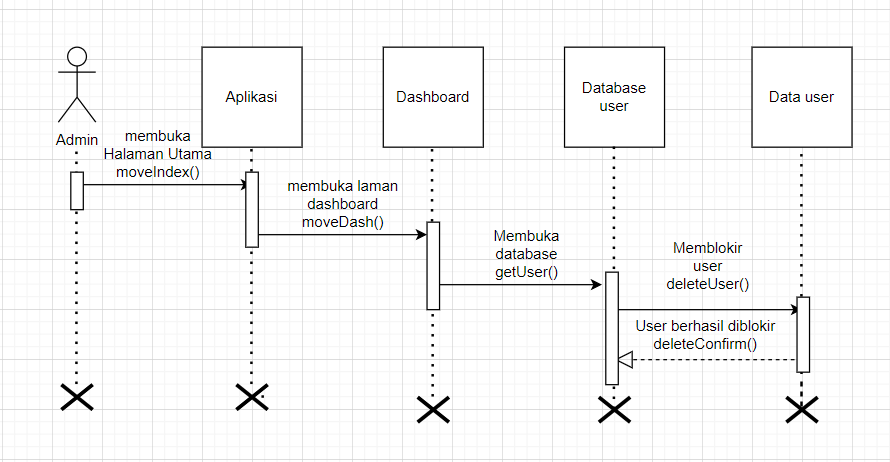 Admin
Aplikasi
Dashboard
Database
user
Data user
membuka
Halaman Utama
moveIndex()
membuka laman
dashboard
moveDash()
Membuka
database
getUser()
Memblokir
user
deleteUser()
User berhasil diblokir
deleteConfirm()